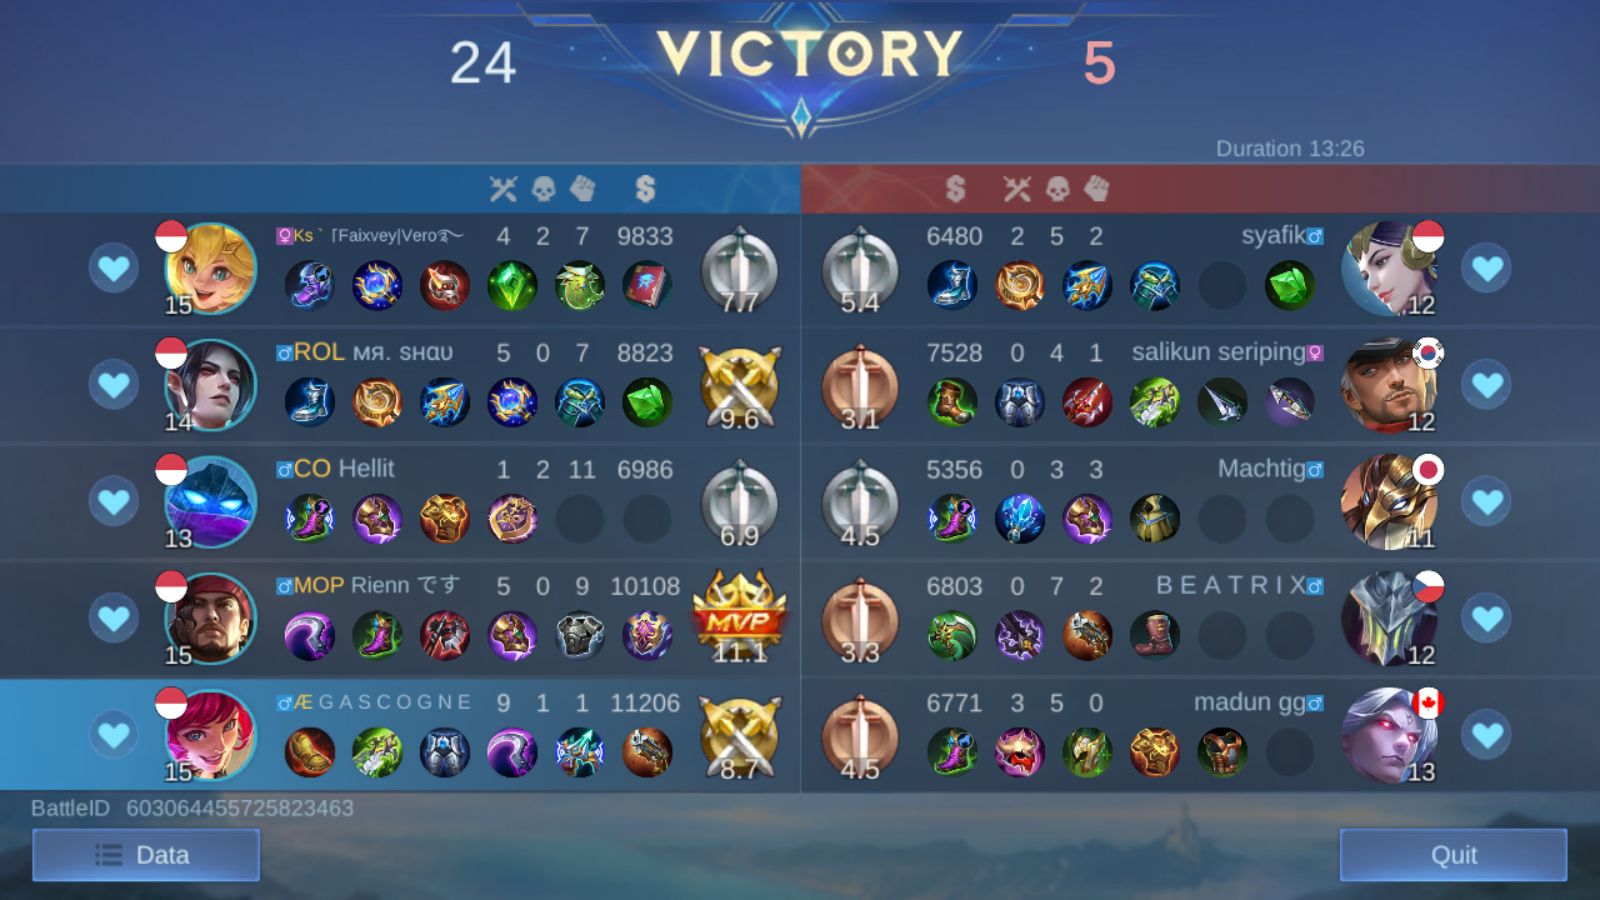 24 VICTORY 5
Duration 13:26
Ks ` ｢Faixvey|Vero 4 2 7 9833 7.7 15
5.4 6480 2 5 2 syafik 12
ROL мя. ѕнαυ 5 0 7 8823 9.6 14
3.1 7528 0 4 1 salikun seriping 12
CO Hellit 1 2 11 6986 6.9 13
4.5 5356 0 3 3 Machtig 11
MOP Rienn です 5 0 9 10108 MVP 11.1 15
3.3 6803 0 7 2 B E A T R I X 12
Æ G A S C O G N E 9 1 1 11206 8.7 15
4.5 6771 3 5 0 madun gg 13
BattleID 603064455725823463
Data
Quit